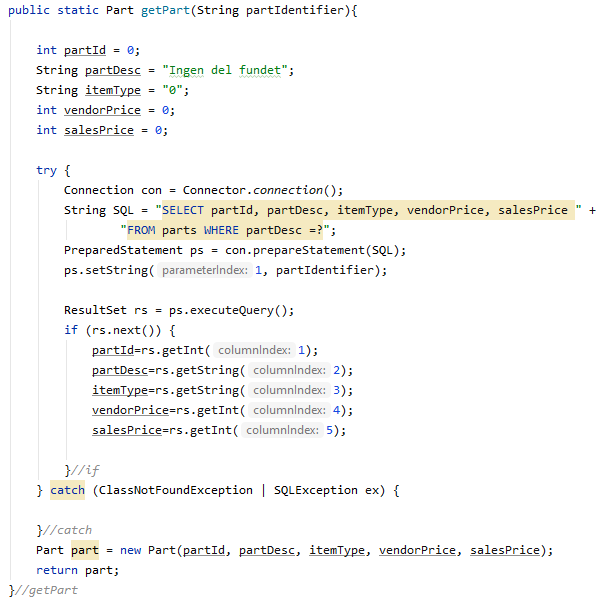 public static Part getPart(String partIdentifier){
int partId = 0;
String partDesc = "Ingen del fundet";
String itemType = "0";
int vendorPrice = 0;
int salesPrice = 0;
try {
Connection con = Connector.connection();
String SQL = "SELECT partId, partDesc, itemType, vendorPrice, salesPrice " +
"FROM parts WHERE partDesc =?";
PreparedStatement ps = con.prepareStatement(SQL);
ps.setString( parameterIndex: 1, partIdentifier);
ResultSet rs = ps.executeQuery();
if (rs.next()) {
partId=rs.getInt( columnIndex: 1);
partDesc=rs.getString( columnIndex: 2);
itemType=rs.getString( columnIndex: 3);
vendorPrice=rs.getInt( columnIndex: 4);
salesPrice=rs.getInt( columnIndex: 5);
}//if
} catch (ClassNotFoundException | SQLException ex) {
}//catch
Part part = new Part(partId, partDesc, itemType, vendorPrice, salesPrice);
return part;
}//getPart